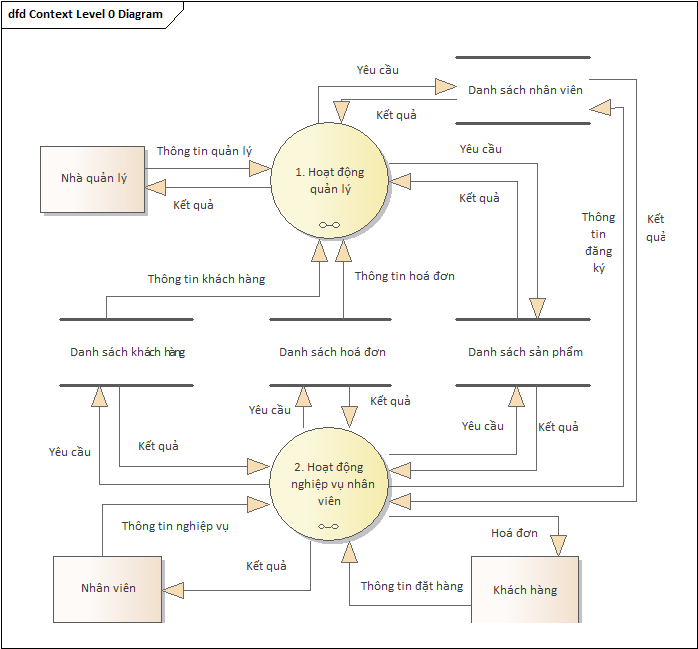 dfd Context Level 0 Diagram
Yêu cầu
Danh sách nhân viên
Kết quả
Thông tin quản lý
Yêu cầu
1. Hoạt động
quản lý
Nhà quản lý
Kết quả
Kết quả
Thông
tin
đăng
ký
Kết
quả
Thông tin khách hàng
Thông tin hoá đơn
Danh sách khách hàng
Danh sách hoá đơn
Danh sách sản phẩm
Yêu cầu
Kết quả
Yêu cầu
Kết quả
Kết quả
Yêu cầu
2. Hoạt động
nghiệp vụ nhân
viên
Thông tin nghiệp vụ
Hoá đơn
Kết quả
Nhân viên
Thông tin đặt hàng
Khách hàng